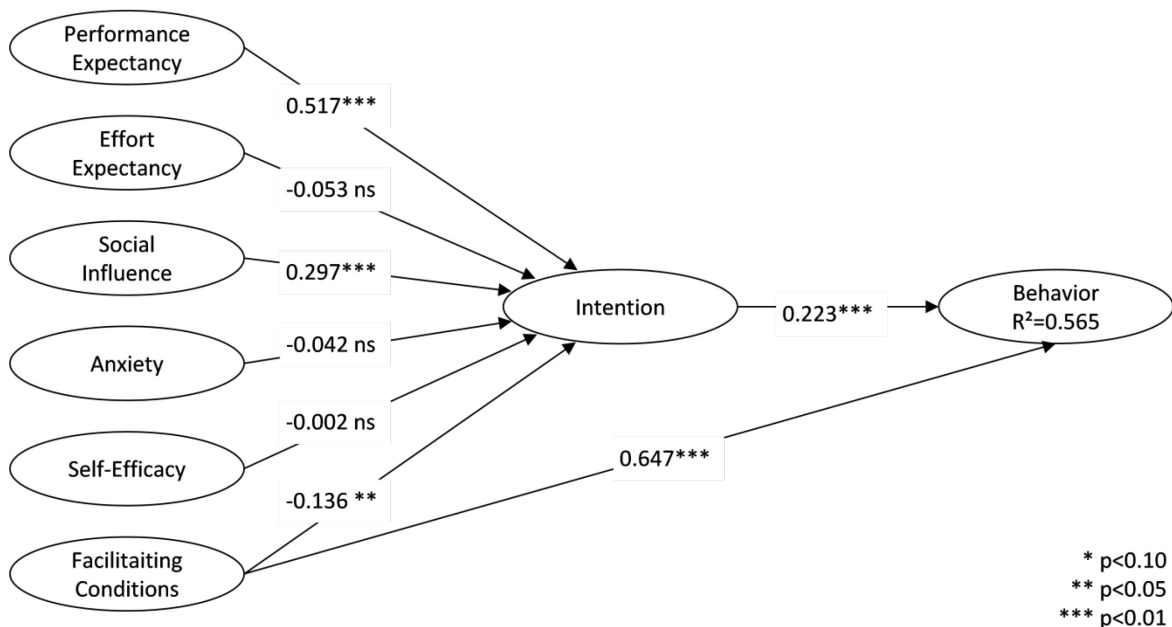 Performance
Expectancy
0.517***
Effort
Expectancy
-0.053 ns
Social
Influence
0.297***
Intention
0.223***
Behavior
R²=0.565
Anxiety
-0.042 ns
-0.002 ns
Self-Efficacy
0.647***
-0.136 **
Facilitaiting
Conditions
* p<0.10
** p<0.05
*** p<0.01